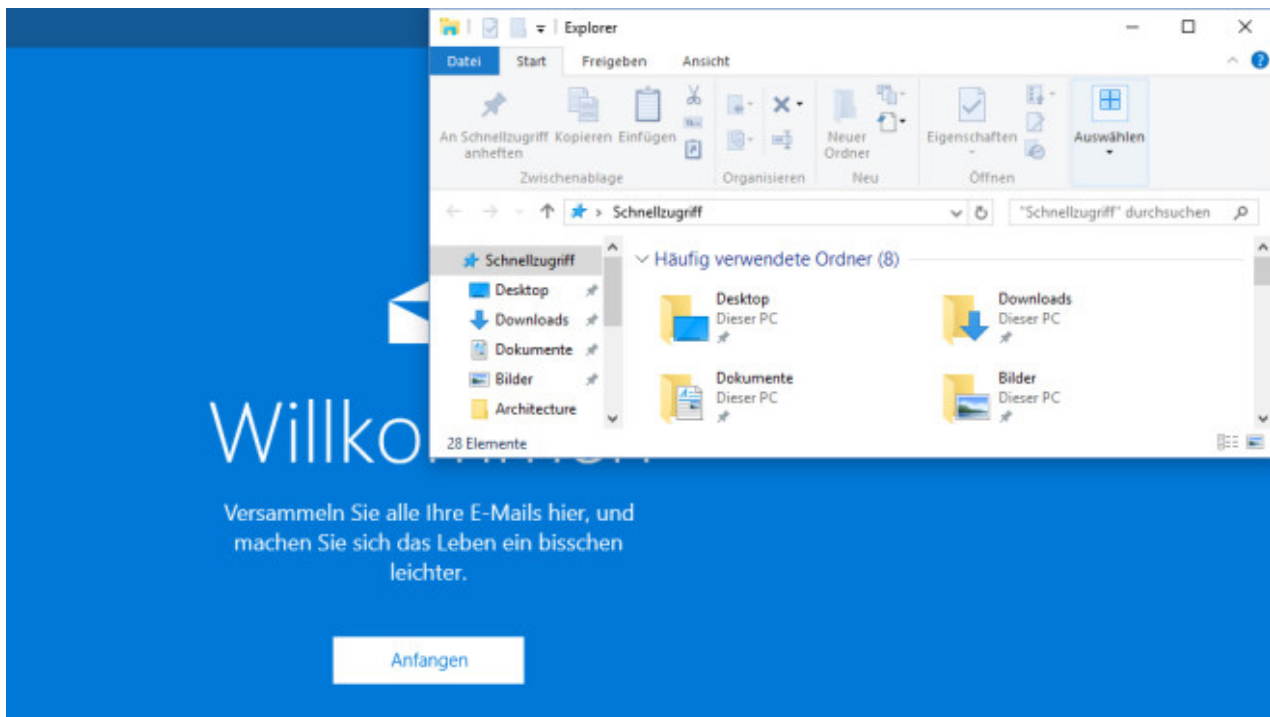 Explorer
Datei Start Freigeben Ansicht
An Schnellzugriff Kopieren Einfügen
anheften
Neuer
Ordner
Eigenschaften
Auswählen
Zwischenablage Organisieren Neu Öffnen
Schnellzugriff
"Schnellzugriff" durchsuchen
Schnellzugriff
Desktop
Downloads
Dokumente
Bilder
Architecture
Häufig verwendete Ordner (8)
Desktop
Dieser PC
Downloads
Dieser PC
Dokumente
Dieser PC
Bilder
Dieser PC
28 Elemente
Versammeln Sie alle Ihre E-Mails hier, und
machen Sie sich das Leben ein bisschen
leichter.
Anfangen